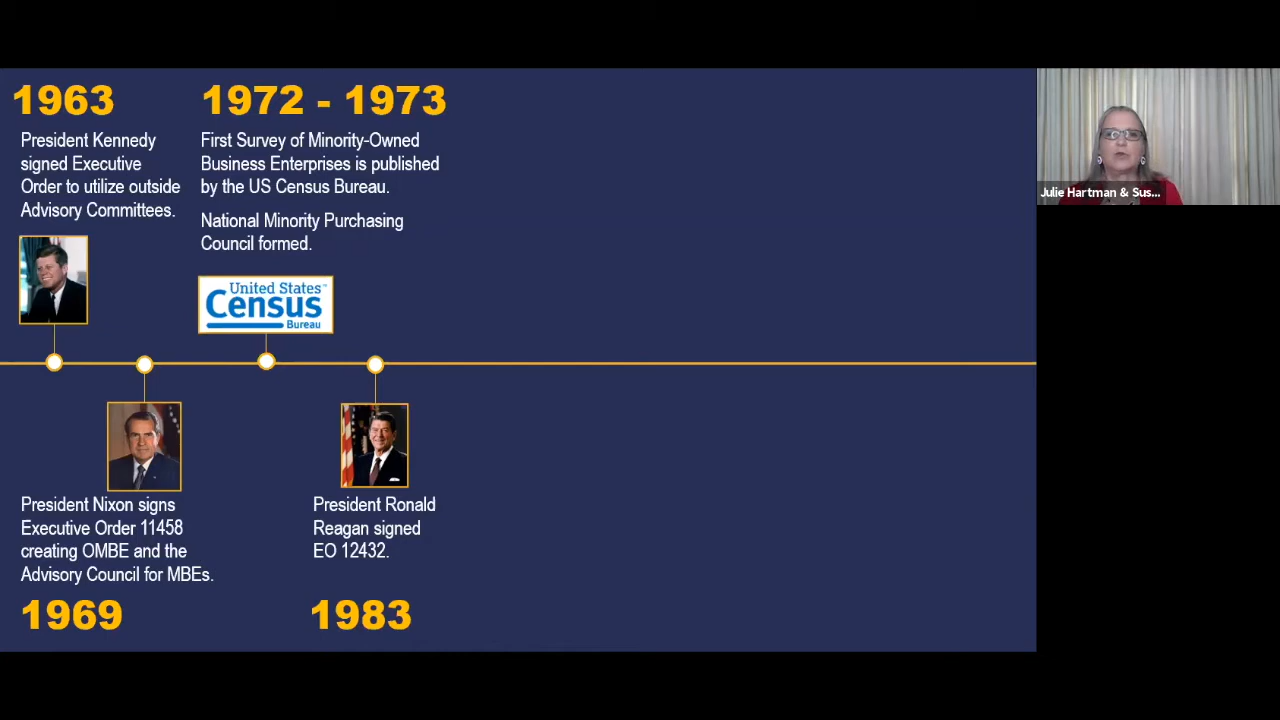 1963
President Kennedy
signed Executive
Order to utilize outside
Advisory Committees.
1972 - 1973
First Survey of Minority-Owned
Business Enterprises is published
by the US Census Bureau.
National Minority Purchasing
Council formed.
United States™
Census
Bureau
President Nixon signs
Executive Order 11458
creating OMBE and the
Advisory Council for MBEs.
1969
President Ronald
Reagan signed
EO 12432.
1983
Julie Hartman & Sus...